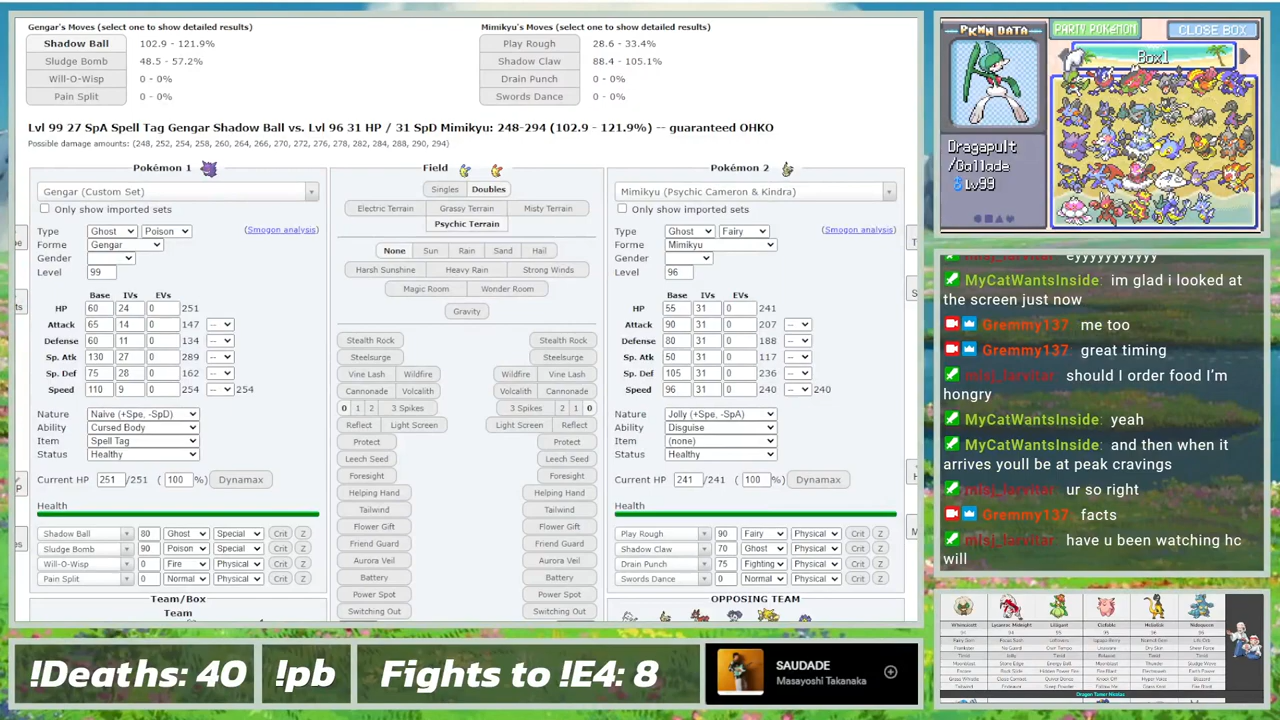 Gengar's Moves (select one to show detailed results)
Shadow Ball 102.9 - 121.9%
Sludge Bomb 48.5 - 57.2%
Will-O-Wisp 0 - 0%
Pain Split 0 - 0%
Mimikyu's Moves (select one to show detailed results)
Play Rough 28.6 - 33.4%
Shadow Claw 88.4 - 105.1%
Drain Punch 0 - 0%
Swords Dance 0 - 0%
Lvl 99 27 SpA Spell Tag Gengar Shadow Ball vs. Lvl 96 31 HP / 31 SpD Mimikyu: 248-294 (102.9 - 121.9%) -- guaranteed OHKO
Possible damage amounts: (248, 252, 254, 258, 260, 264, 266, 270, 272, 276, 278, 282, 284, 288, 290, 294)
Pokémon 1
Gengar (Custom Set)
Only show imported sets
Type Ghost Poison (Smogon analysis)
Forme Gengar
Gender
Level 99
Base IVs EVs
HP 60 24 0 251
Attack 65 14 0 147 --
Defense 60 11 0 134 --
Sp. Atk 130 27 0 289 --
Sp. Def 75 28 0 162 --
Speed 110 9 0 254 -- 254
Nature Naive (+Spe, -SpD)
Ability Cursed Body
Item Spell Tag
Status Healthy
Current HP 251 /251 ( 100 %) Dynamax
Health
Shadow Ball 80 Ghost Special Crit Z
Sludge Bomb 90 Poison Special Crit Z
Will-O-Wisp 0 Fire Physical Crit Z
Pain Split 0 Normal Physical Crit Z
Team/Box
Team
Field
Singles Doubles
Electric Terrain Grassy Terrain Misty Terrain
Psychic Terrain
None Sun Rain Sand Hail
Harsh Sunshine Heavy Rain Strong Winds
Magic Room Wonder Room
Gravity
Stealth Rock Stealth Rock
Steelsurge Steelsurge
Vine Lash Wildfire Wildfire Vine Lash
Cannonade Volcalith Volcalith Cannonade
0 1 2 3 Spikes 3 Spikes 2 1 0
Reflect Light Screen Light Screen Reflect
Protect Protect
Leech Seed Leech Seed
Foresight Foresight
Helping Hand Helping Hand
Tailwind Tailwind
Flower Gift Flower Gift
Friend Guard Friend Guard
Aurora Veil Aurora Veil
Battery Battery
Power Spot Power Spot
Switching Out Switching Out
Pokémon 2
Mimikyu (Psychic Cameron & Kindra)
Only show imported sets
Type Ghost Fairy (Smogon analysis)
Forme Mimikyu
Gender
Level 96
Base IVs EVs
HP 55 31 0 241
Attack 90 31 0 207 --
Defense 80 31 0 188 --
Sp. Atk 50 31 0 117 --
Sp. Def 105 31 0 236 --
Speed 96 31 0 240 -- 240
Nature Jolly (+Spe, -SpA)
Ability Disguise
Item (none)
Status Healthy
Current HP 241 /241 ( 100 %) Dynamax
Health
Play Rough 90 Fairy Physical Crit Z
Shadow Claw 70 Ghost Physical Crit Z
Drain Punch 75 Fighting Physical Crit Z
Swords Dance 0 Normal Physical Crit Z
OPPOSING TEAM
PKMN DATA
PARTY POKéMON
CLOSE BOX
Box1
Dragapult
/Gallade
Lv99
eyyyyyyyyyy
MyCatWantsInside: im glad i looked at
the screen just now
Gremmy137 me too
Gremmy137 great timing
should I order food I'm
hongry
MyCatWantsInside: yeah
MyCatWantsInside: and then when it
arrives youll be at peak cravings
ur so right
Gremmy137 facts
have u been watching hc
will
!Deaths: 40 !pb - Fights to E4: 9
SAUDADE
Masayoshi Takanaka
Whimsicott Lycanroc Midnight Lilligant Clefable Heliolisk Nidoqueen
Dragon Tamer Nicolas